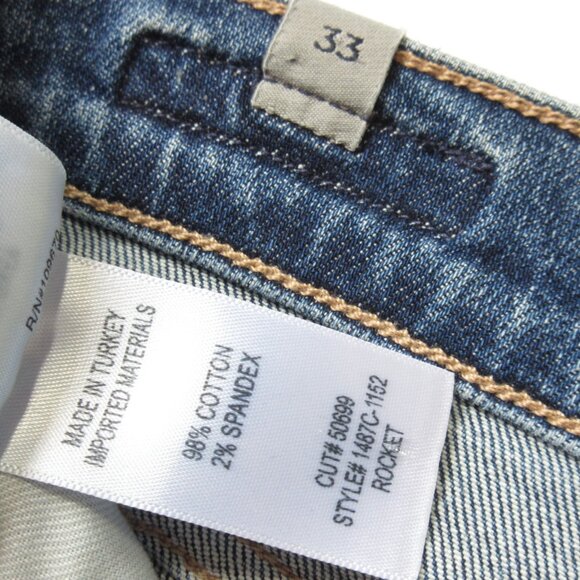 33
MADE IN TURKEY
IMPORTED MATERIALS
98% COTTON
2% SPANDEX
CUT# 50699
STYLE# 1487C-1152
ROCKET